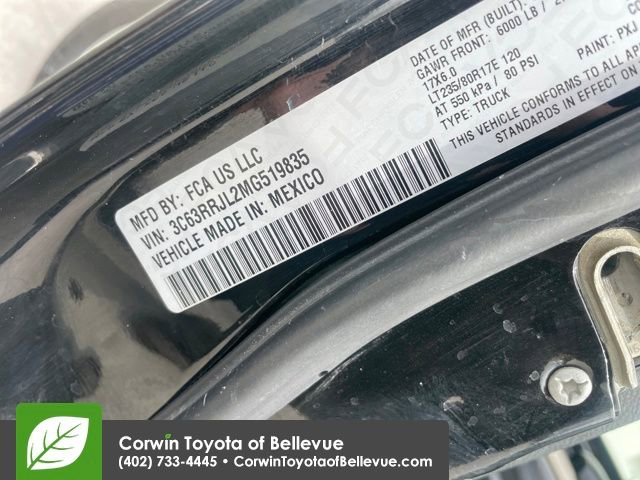 MFD BY: FCA US LLC
VIN: 3C63RRJL2MG519835
VEHICLE MADE IN: MEXICO
DATE OF MFR (BUILT):
GAWR FRONT: 6000 LB /
17X6.0
LT235/80R17E 120
AT 550 kPa / 80 PSI
TYPE: TRUCK
PAINT: PXJ
THIS VEHICLE CONFORMS TO ALL
STANDARDS IN EFFECT
Corwin Toyota of Bellevue
(402) 733-4445 • CorwinToyotaofBellevue.com